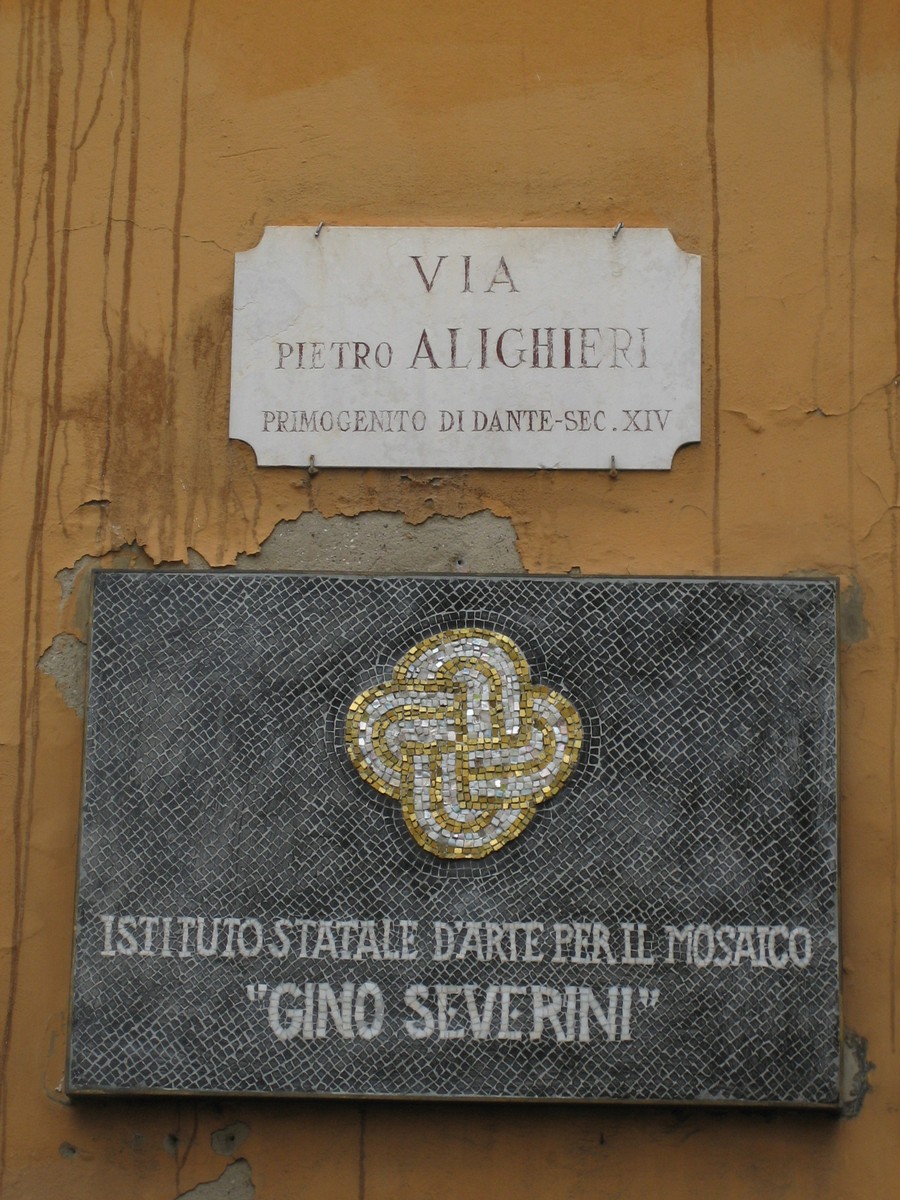 VIA
PIETRO ALIGHIERI
PRIMOGENITO DI DANTE-SEC. XIV
ISTITUTO STATALE D'ARTE PER IL MOSAICO
"GINO SEVERINI"